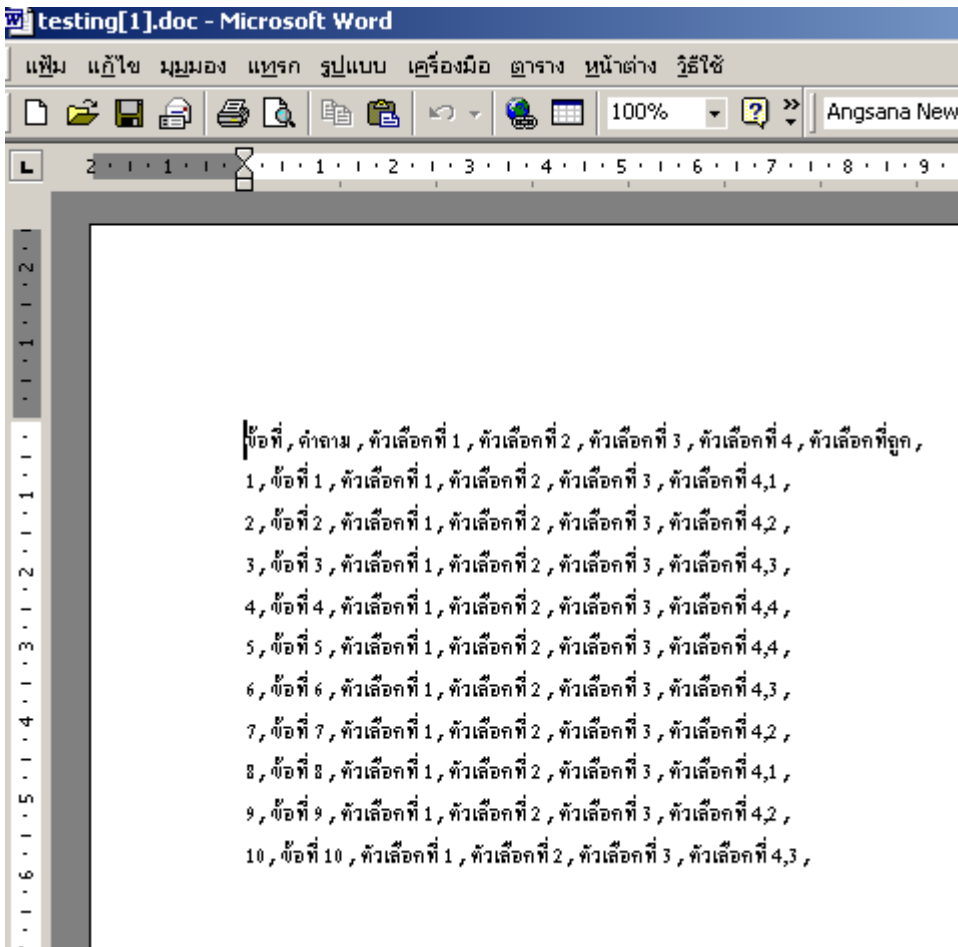 testing[1].doc - Microsoft Word
แฟ้ม แก้ไข มุมมอง แทรก รูปแบบ เครื่องมือ ตาราง หน้าต่าง วิธีใช้
100% Angsana New
L 2 1 1 2 3 4 5 6 7 8 9
2 1 1 2 3 4 5 6
ข้อที่ , คำถาม , ตัวเลือกที่ 1 , ตัวเลือกที่ 2 , ตัวเลือกที่ 3 , ตัวเลือกที่ 4 , ตัวเลือกที่ถูก ,
1 , ข้อที่ 1 , ตัวเลือกที่ 1 , ตัวเลือกที่ 2 , ตัวเลือกที่ 3 , ตัวเลือกที่ 4,1 ,
2 , ข้อที่ 2 , ตัวเลือกที่ 1 , ตัวเลือกที่ 2 , ตัวเลือกที่ 3 , ตัวเลือกที่ 4,2 ,
3 , ข้อที่ 3 , ตัวเลือกที่ 1 , ตัวเลือกที่ 2 , ตัวเลือกที่ 3 , ตัวเลือกที่ 4,3 ,
4 , ข้อที่ 4 , ตัวเลือกที่ 1 , ตัวเลือกที่ 2 , ตัวเลือกที่ 3 , ตัวเลือกที่ 4,4 ,
5 , ข้อที่ 5 , ตัวเลือกที่ 1 , ตัวเลือกที่ 2 , ตัวเลือกที่ 3 , ตัวเลือกที่ 4,4 ,
6 , ข้อที่ 6 , ตัวเลือกที่ 1 , ตัวเลือกที่ 2 , ตัวเลือกที่ 3 , ตัวเลือกที่ 4,3 ,
7 , ข้อที่ 7 , ตัวเลือกที่ 1 , ตัวเลือกที่ 2 , ตัวเลือกที่ 3 , ตัวเลือกที่ 4,2 ,
8 , ข้อที่ 8 , ตัวเลือกที่ 1 , ตัวเลือกที่ 2 , ตัวเลือกที่ 3 , ตัวเลือกที่ 4,1 ,
9 , ข้อที่ 9 , ตัวเลือกที่ 1 , ตัวเลือกที่ 2 , ตัวเลือกที่ 3 , ตัวเลือกที่ 4,2 ,
10 , ข้อที่ 10 , ตัวเลือกที่ 1 , ตัวเลือกที่ 2 , ตัวเลือกที่ 3 , ตัวเลือกที่ 4,3 ,